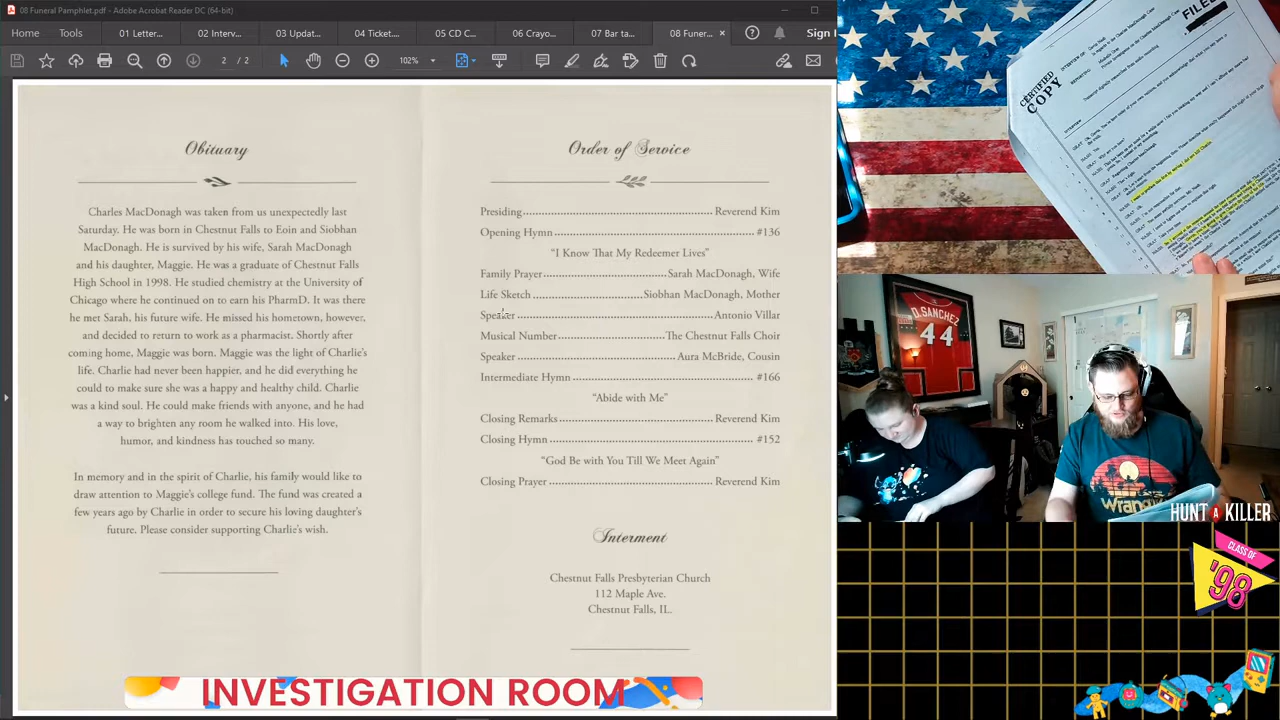 08 Funeral Pamphlet.pdf - Adobe Acrobat Reader DC (64-bit)
Home Tools 01 Letter... 02 Interv... 03 Updat... 04 Ticket... 05 CD C... 06 Crayo... 07 Bar ta... 08 Funer... × Sign I
2 / 2 102%
Obituary
Charles MacDonagh was taken from us unexpectedly last
Saturday. He was born in Chestnut Falls to Eoin and Siobhan
MacDonagh. He is survived by his wife, Sarah MacDonagh
and his daughter, Maggie. He was a graduate of Chestnut Falls
High School in 1998. He studied chemistry at the University of
Chicago where he continued on to earn his PharmD. It was there
he met Sarah, his future wife. He missed his hometown, however,
and decided to return to work as a pharmacist. Shortly after
coming home, Maggie was born. Maggie was the light of Charlie's
life. Charlie had never been happier, and he did everything he
could to make sure she was a happy and healthy child. Charlie
was a kind soul. He could make friends with anyone, and he had
a way to brighten any room he walked into. His love,
humor, and kindness has touched so many.
In memory and in the spirit of Charlie, his family would like to
draw attention to Maggie's college fund. The fund was created a
few years ago by Charlie in order to secure his loving daughter's
future. Please consider supporting Charlie's wish.
Order of Service
Presiding Reverend Kim
Opening Hymn #136
"I Know That My Redeemer Lives"
Family Prayer Sarah MacDonagh, Wife
Life Sketch Siobhan MacDonagh, Mother
Speaker Antonio Villar
Musical Number The Chestnut Falls Choir
Speaker Aura McBride, Cousin
Intermediate Hymn #166
"Abide with Me"
Closing Remarks Reverend Kim
Closing Hymn #152
"God Be with You Till We Meet Again"
Closing Prayer Reverend Kim
Interment
Chestnut Falls Presbyterian Church
112 Maple Ave.
Chestnut Falls, IL.
INVESTIGATION ROOM
CERTIFIED
COPY
FILED
INTERVIEW
D.SANCHEZ
44
Wrangler
HUNT A KILLER
CLASS OF
'98